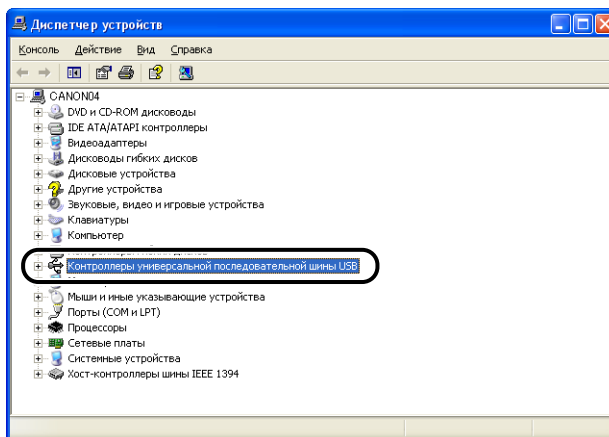 Диспетчер устройств
Консоль Действие Вид Справка
CANON04
DVD и CD-ROM дисководы
IDE ATA/ATAPI контроллеры
Видеоадаптеры
Дисководы гибких дисков
Дисковые устройства
Другие устройства
Звуковые, видео и игровые устройства
Клавиатуры
Компьютер
Контроллеры универсальной последовательной шины USB
Мыши и иные указывающие устройства
Порты (COM и LPT)
Процессоры
Сетевые платы
Системные устройства
Хост-контроллеры шины IEEE 1394